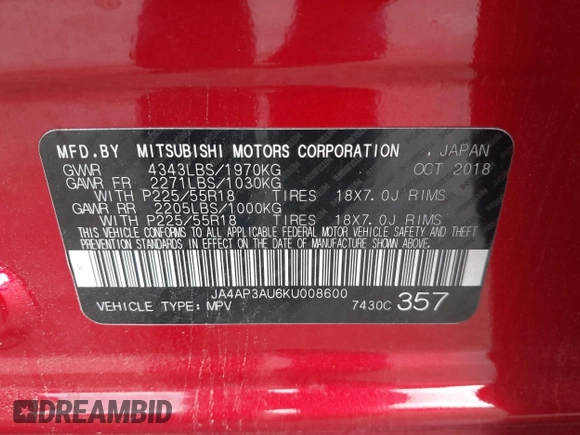 MFD.BY MITSUBISHI MOTORS CORPORATION . JAPAN
GVWR 4343LBS/1970KG OCT 2018
GAWR FR 2271LBS/1030KG
WITH P225/55R18 TIRES 18X7.0J RIMS
GAWR RR 2205LBS/1000KG
WITH P225/55R18 TIRES 18X7.0J RIMS
THIS VEHICLE CONFORMS TO ALL APPLICABLE FEDERAL MOTOR VEHICLE SAFETY AND THEFT
PREVENTION STANDARDS IN EFFECT ON THE DATE OF MANUFACTURE SHOWN ABOVE.
JA4AP3AU6KU008600
VEHICLE TYPE: MPV 7430C 357
DREAMBID